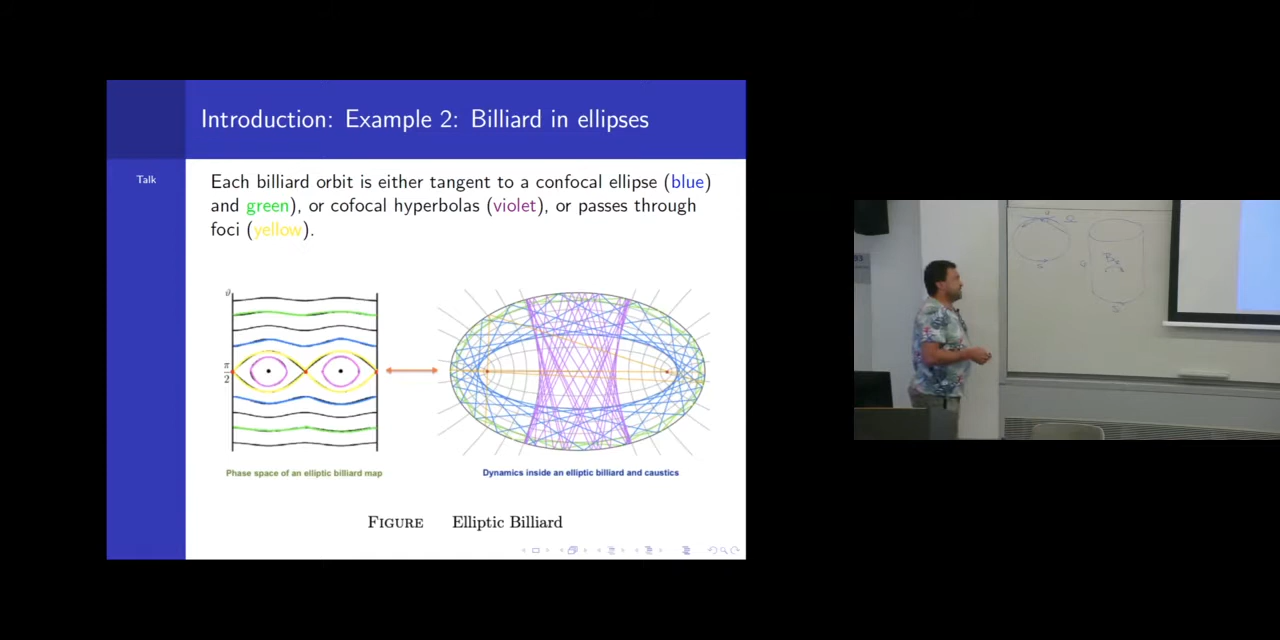 Introduction: Example 2: Billiard in ellipses
Talk
Each billiard orbit is either tangent to a confocal ellipse (blue)
and green), or cofocal hyperbolas (violet), or passes through
foci (yellow).
ϑ
π
2
Phase space of an elliptic billiard map
Dynamics inside an elliptic billiard and caustics
FIGURE Elliptic Billiard